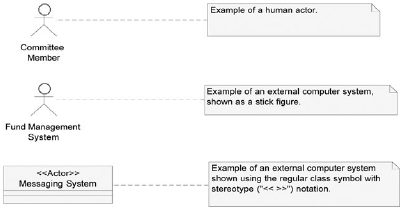 Example of a human actor.
Committee
Member
Example of an external computer system,
shown as a stick figure.
Fund Management
System
<<Actor>>
Messaging System
Example of an external computer system
shown using the regular class symbol with
stereotype ("<< >>") notation.